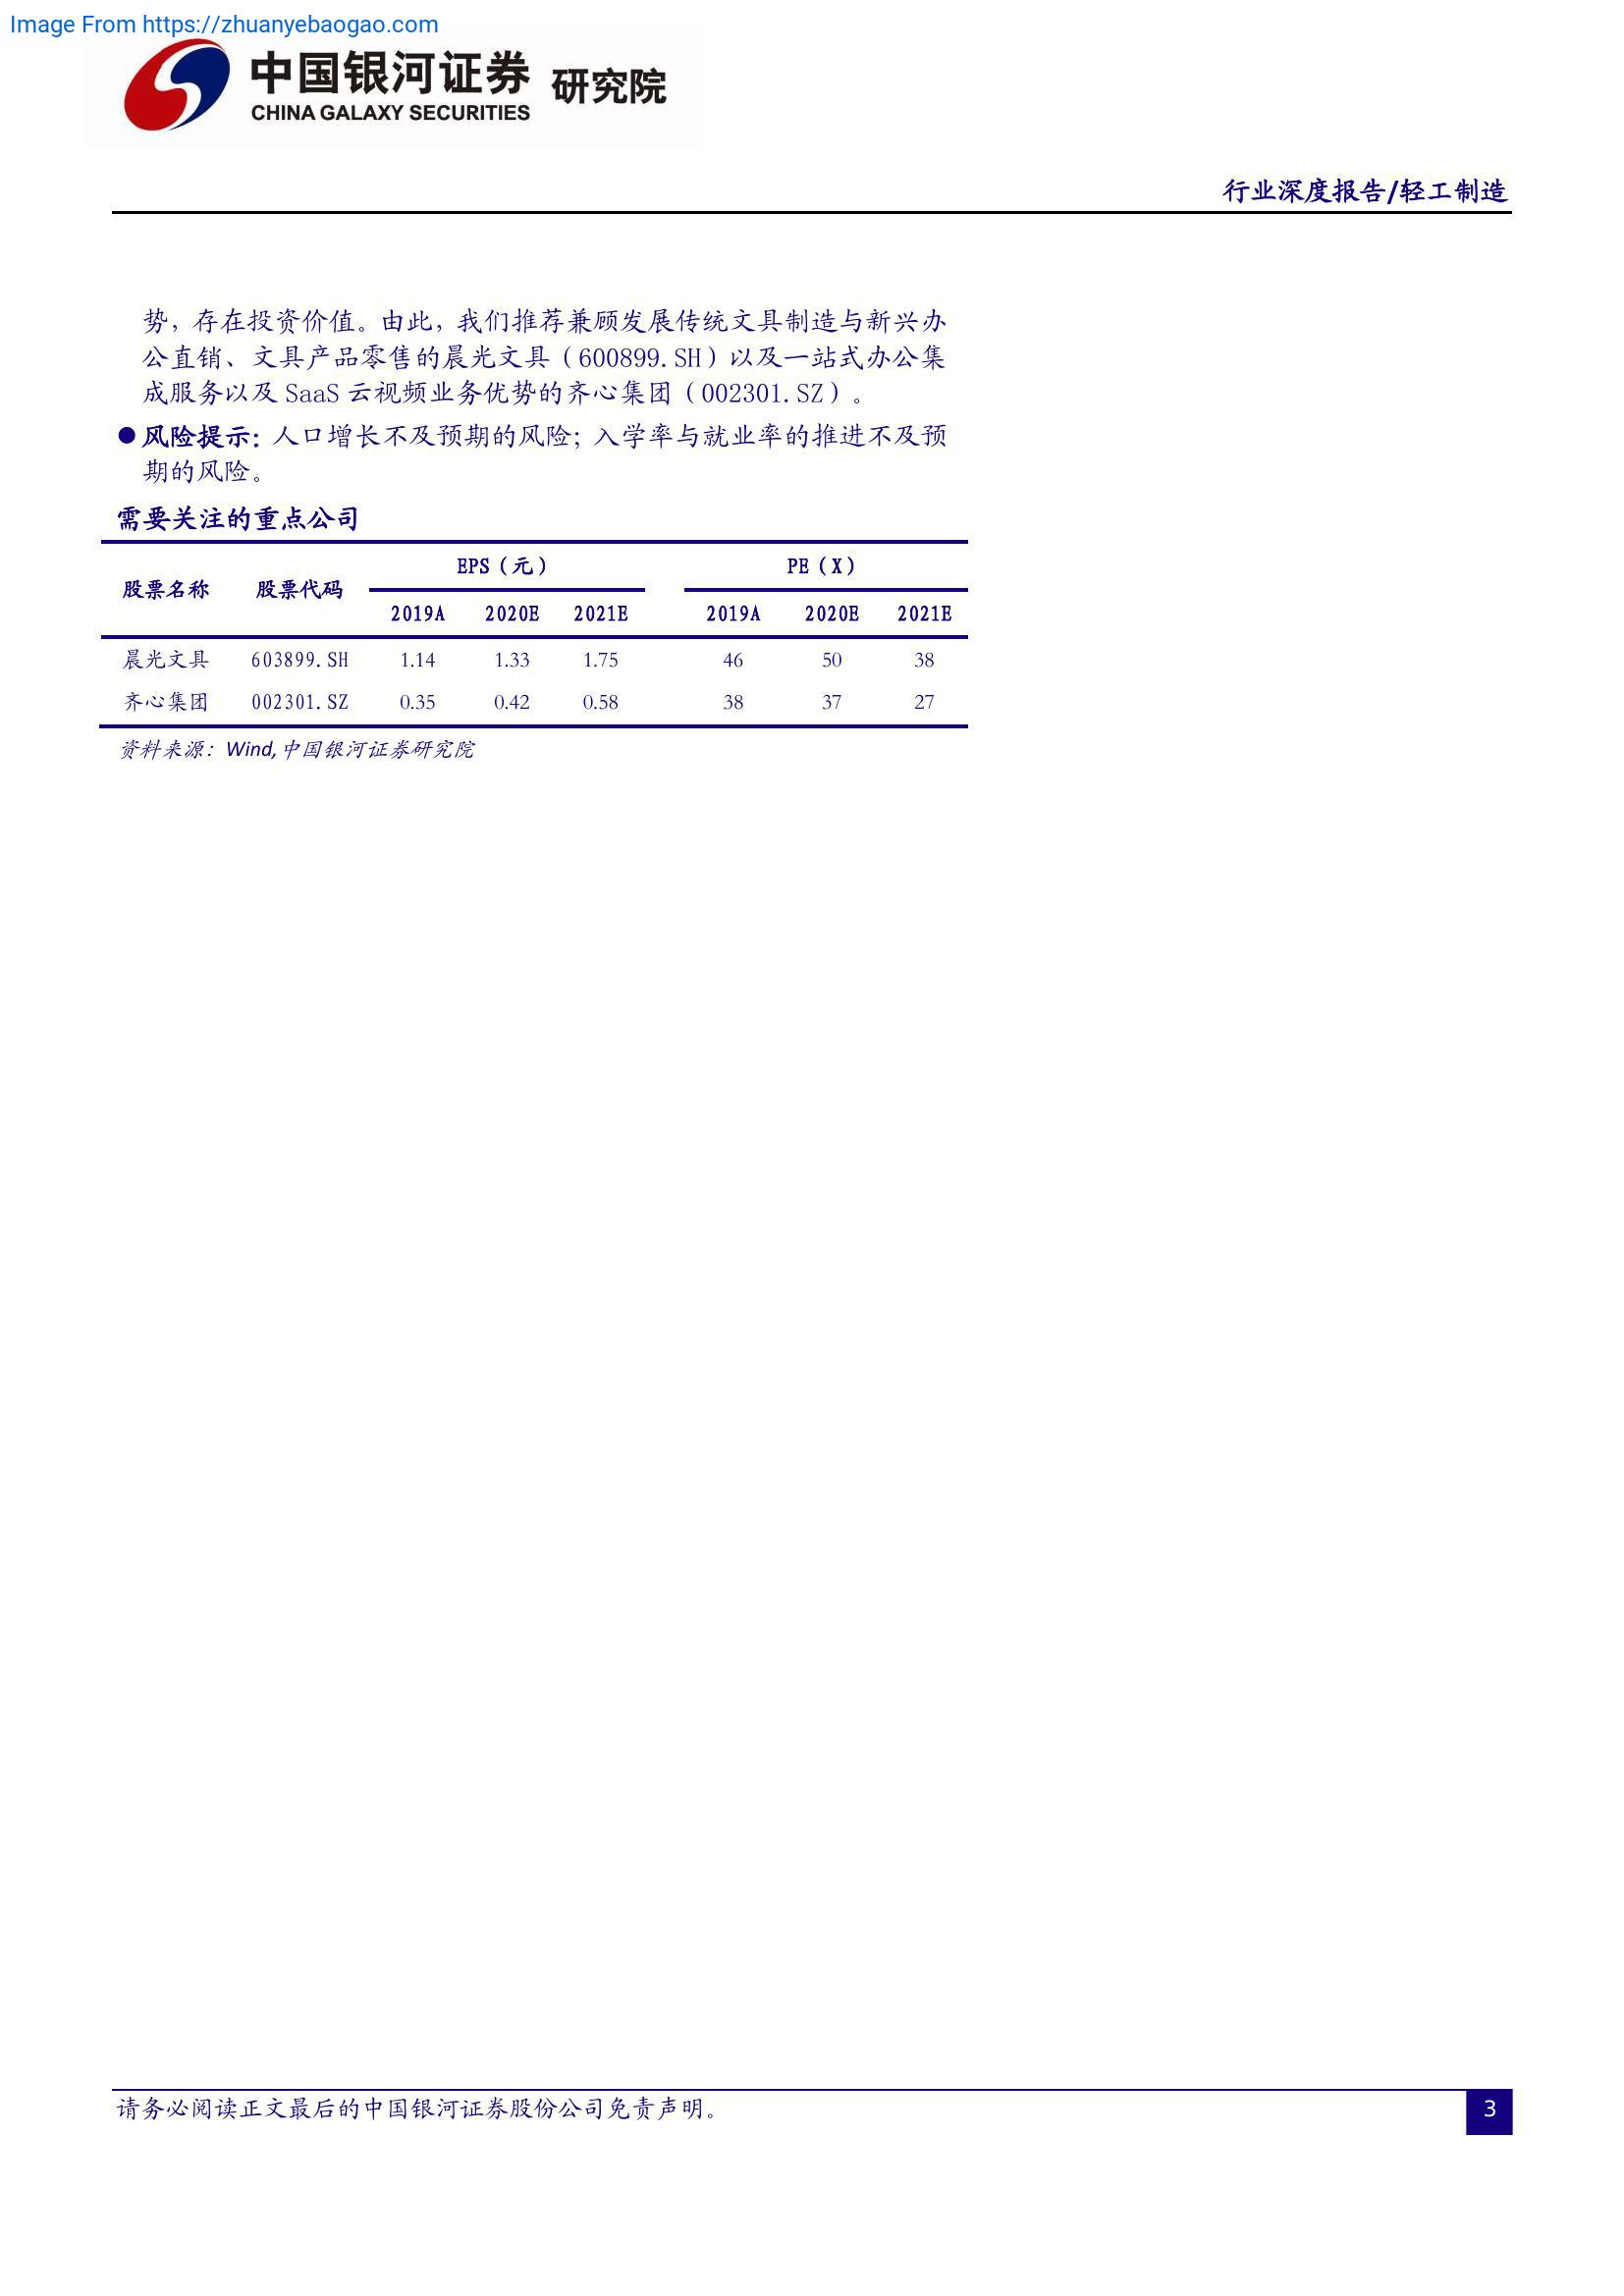 Image From https://zhuanyebaogao.com
中国银河证券 研究院
CHINA GALAXY SECURITIES
行业深度报告/轻工制造
势，存在投资价值。由此，我们推荐兼顾发展传统文具制造与新兴办
公直销、文具产品零售的晨光文具（600899.SH）以及一站式办公集
成服务以及 SaaS 云视频业务优势的齐心集团（002301.SZ）。
●风险提示：人口增长不及预期的风险；入学率与就业率的推进不及预
期的风险。
需要关注的重点公司
股票名称 股票代码 EPS（元） PE（X）
2019A 2020E 2021E 2019A 2020E 2021E
晨光文具 603899.SH 1.14 1.33 1.75 46 50 38
齐心集团 002301.SZ 0.35 0.42 0.58 38 37 27
资料来源：Wind,中国银河证券研究院
请务必阅读正文最后的中国银河证券股份公司免责声明。
3